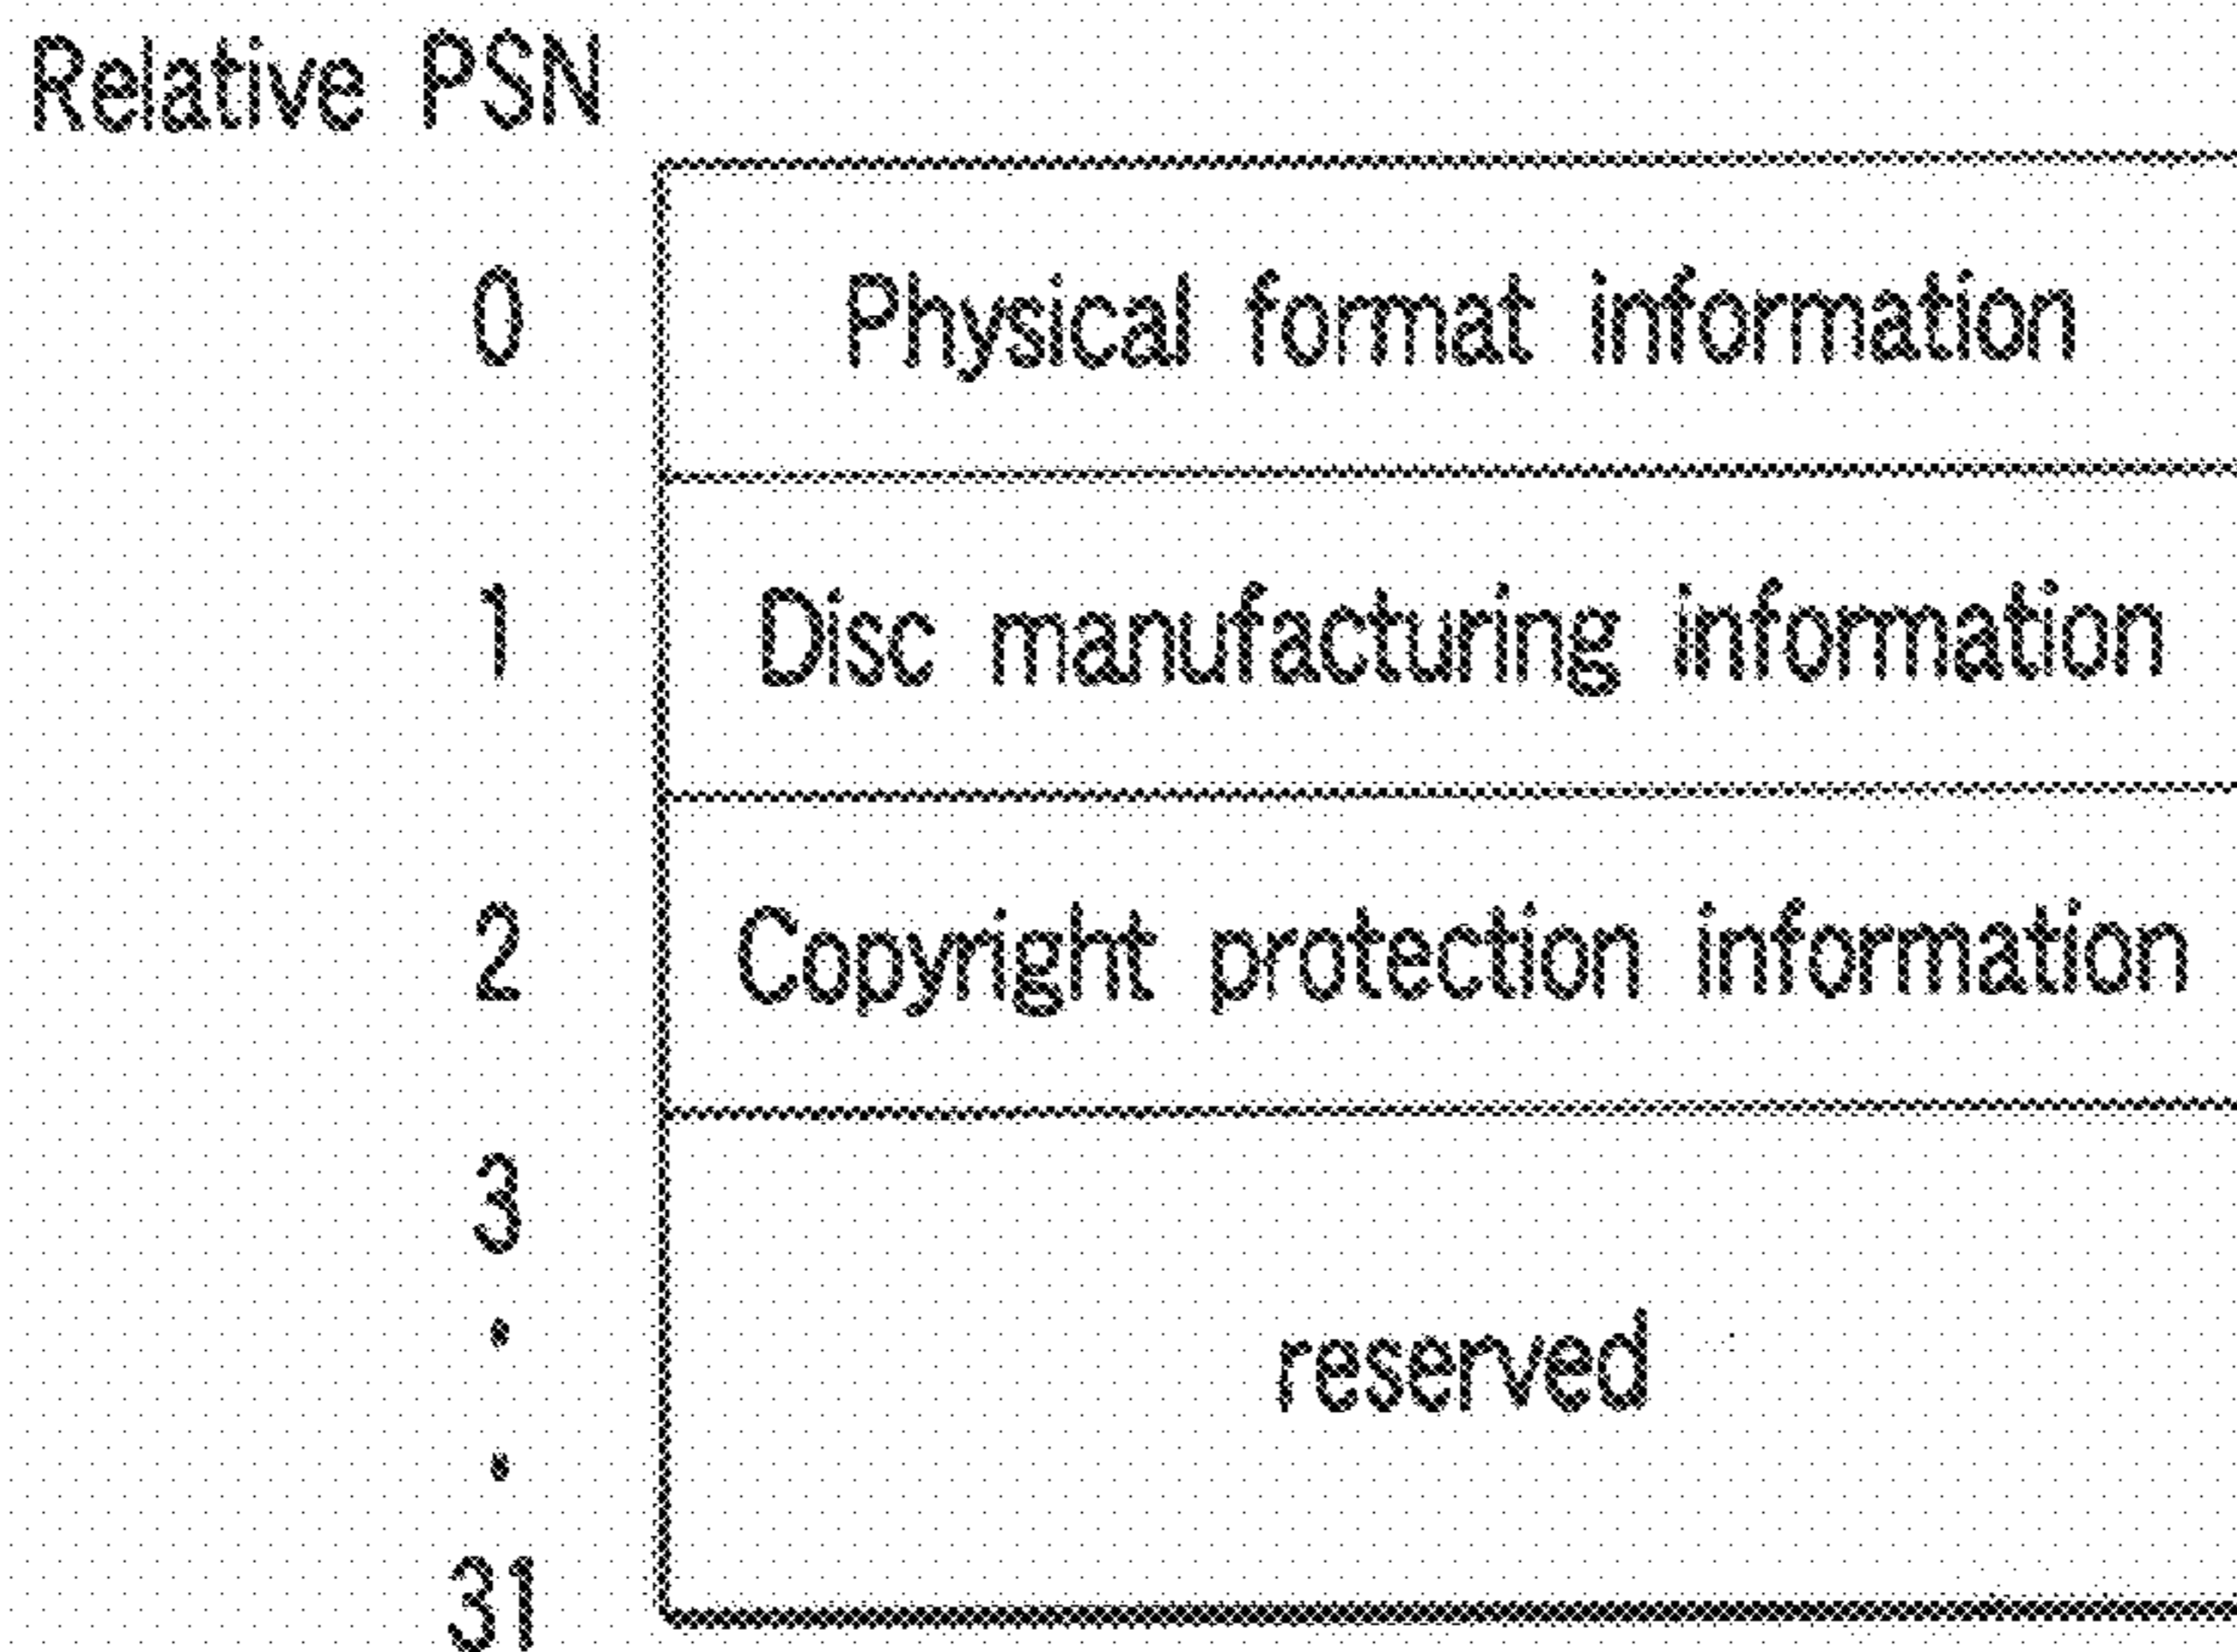 Relative PSN
0 Physical format information
1 Disc manufacturing information
2 Copyright protection information
3
•
reserved
•
31